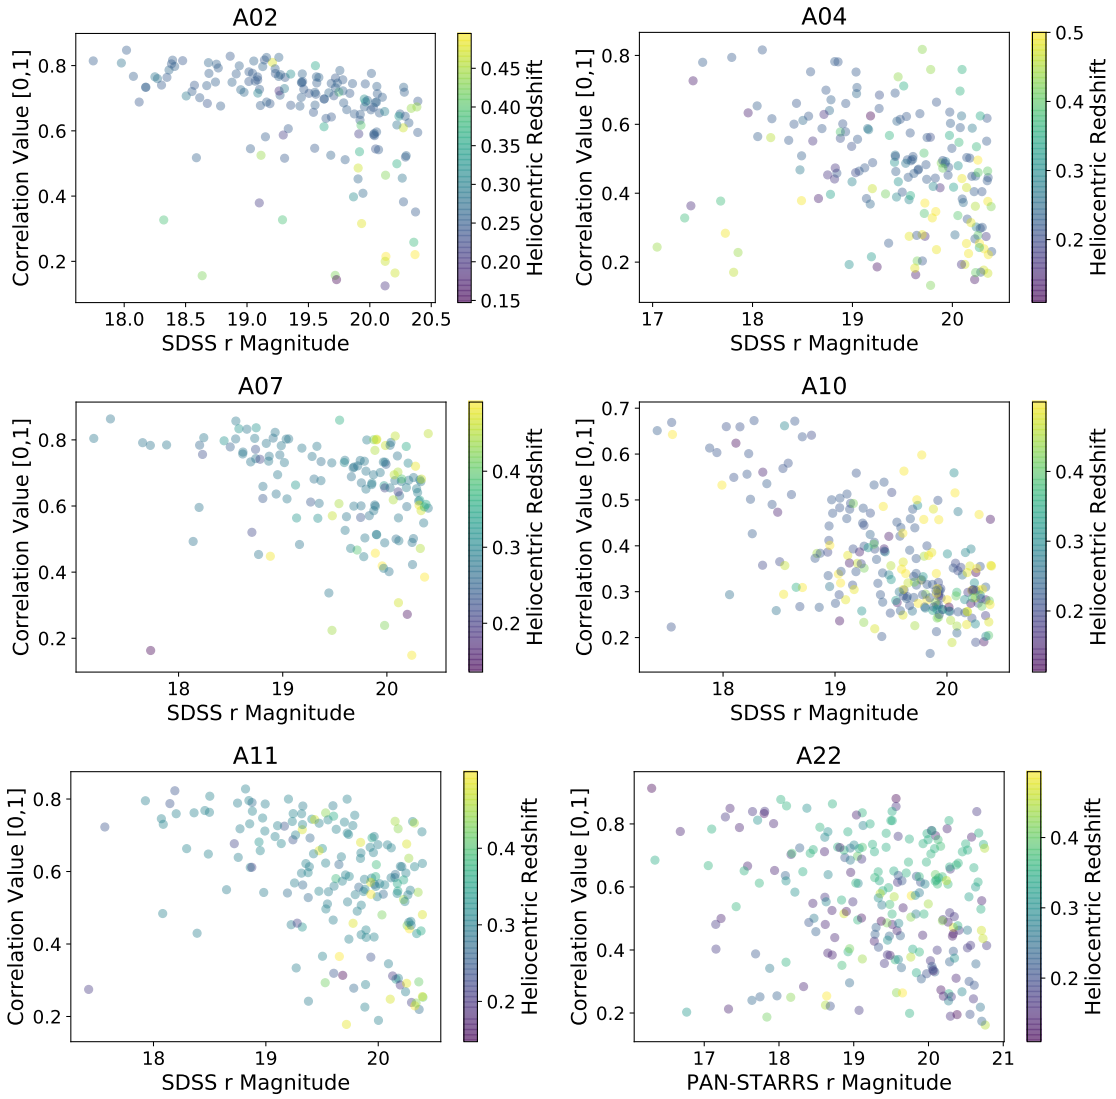 A02
Correlation Value [0,1]
0.8
0.6
0.4
0.2
18.0 18.5 19.0 19.5 20.0 20.5
SDSS r Magnitude
0.45
0.40
0.35
0.30
0.25
0.20
0.15
Heliocentric Redshift
A04
Correlation Value [0,1]
0.8
0.6
0.4
0.2
17 18 19 20
SDSS r Magnitude
0.5
0.4
0.3
0.2
Heliocentric Redshift
A07
Correlation Value [0,1]
0.8
0.6
0.4
0.2
18 19 20
SDSS r Magnitude
0.4
0.3
0.2
Heliocentric Redshift
A10
Correlation Value [0,1]
0.7
0.6
0.5
0.4
0.3
0.2
18 19 20
SDSS r Magnitude
0.4
0.3
0.2
Heliocentric Redshift
A11
Correlation Value [0,1]
0.8
0.6
0.4
0.2
18 19 20
SDSS r Magnitude
0.4
0.3
0.2
Heliocentric Redshift
A22
Correlation Value [0,1]
0.8
0.6
0.4
0.2
17 18 19 20 21
PAN-STARRS r Magnitude
0.4
0.3
0.2
Heliocentric Redshift